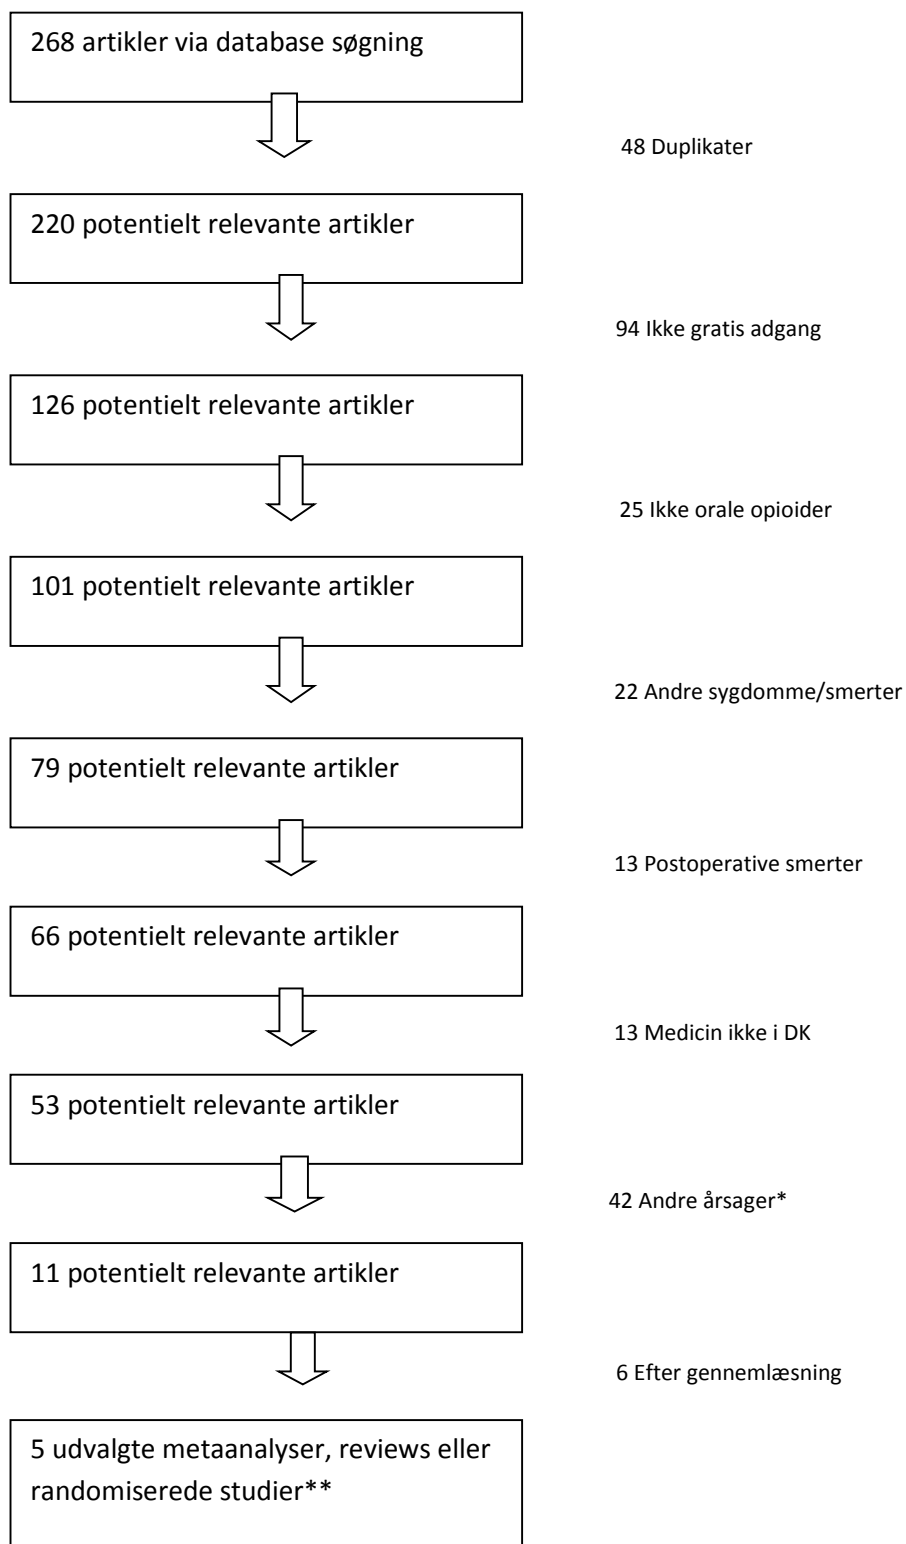 268 artikler via database søgning
48 Duplikater
220 potentielt relevante artikler
94 Ikke gratis adgang
126 potentielt relevante artikler
25 Ikke orale opioider
101 potentielt relevante artikler
22 Andre sygdomme/smerter
79 potentielt relevante artikler
13 Postoperative smerter
66 potentielt relevante artikler
13 Medicin ikke i DK
53 potentielt relevante artikler
42 Andre årsager*
11 potentielt relevante artikler
6 Efter gennemlæsning
5 udvalgte metaanalyser, reviews eller
randomiserede studier**